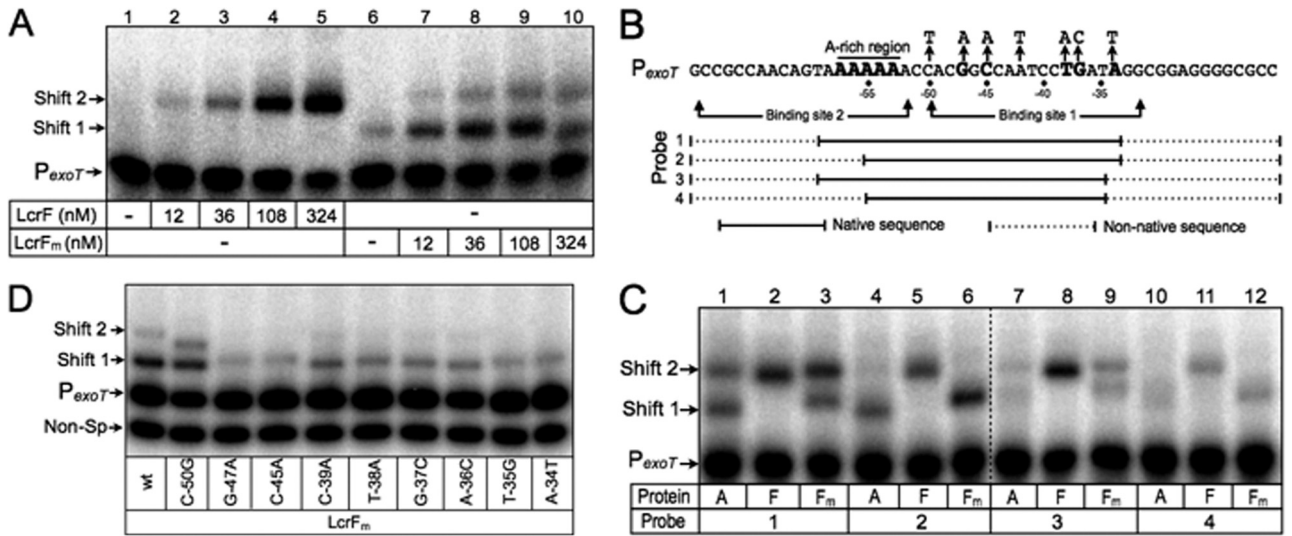 A
1 2 3 4 5 6 7 8 9 10
Shift 2
Shift 1
PexoT
LcrF (nM) - 12 36 108 324 -
LcrFm (nM) - - 12 36 108 324
B
T A A T A C T
A-rich region
PexoT GCCGCCAACAGTAAAAAAACCACGGCCAATCCTGATAGGCGGAGGGGCGCC
-55 -50 -45 -40 -35
Binding site 2 Binding site 1
Probe
1
2
3
4
Native sequence Non-native sequence
D
Shift 2
Shift 1
PexoT
Non-Sp
wt C-50G G-47A C-45A C-39A T-38A G-37C A-36C T-35G A-34T
LcrFm
C
1 2 3 4 5 6 7 8 9 10 11 12
Shift 2
Shift 1
PexoT
Protein A F Fm A F Fm A F Fm A F Fm
Probe 1 2 3 4